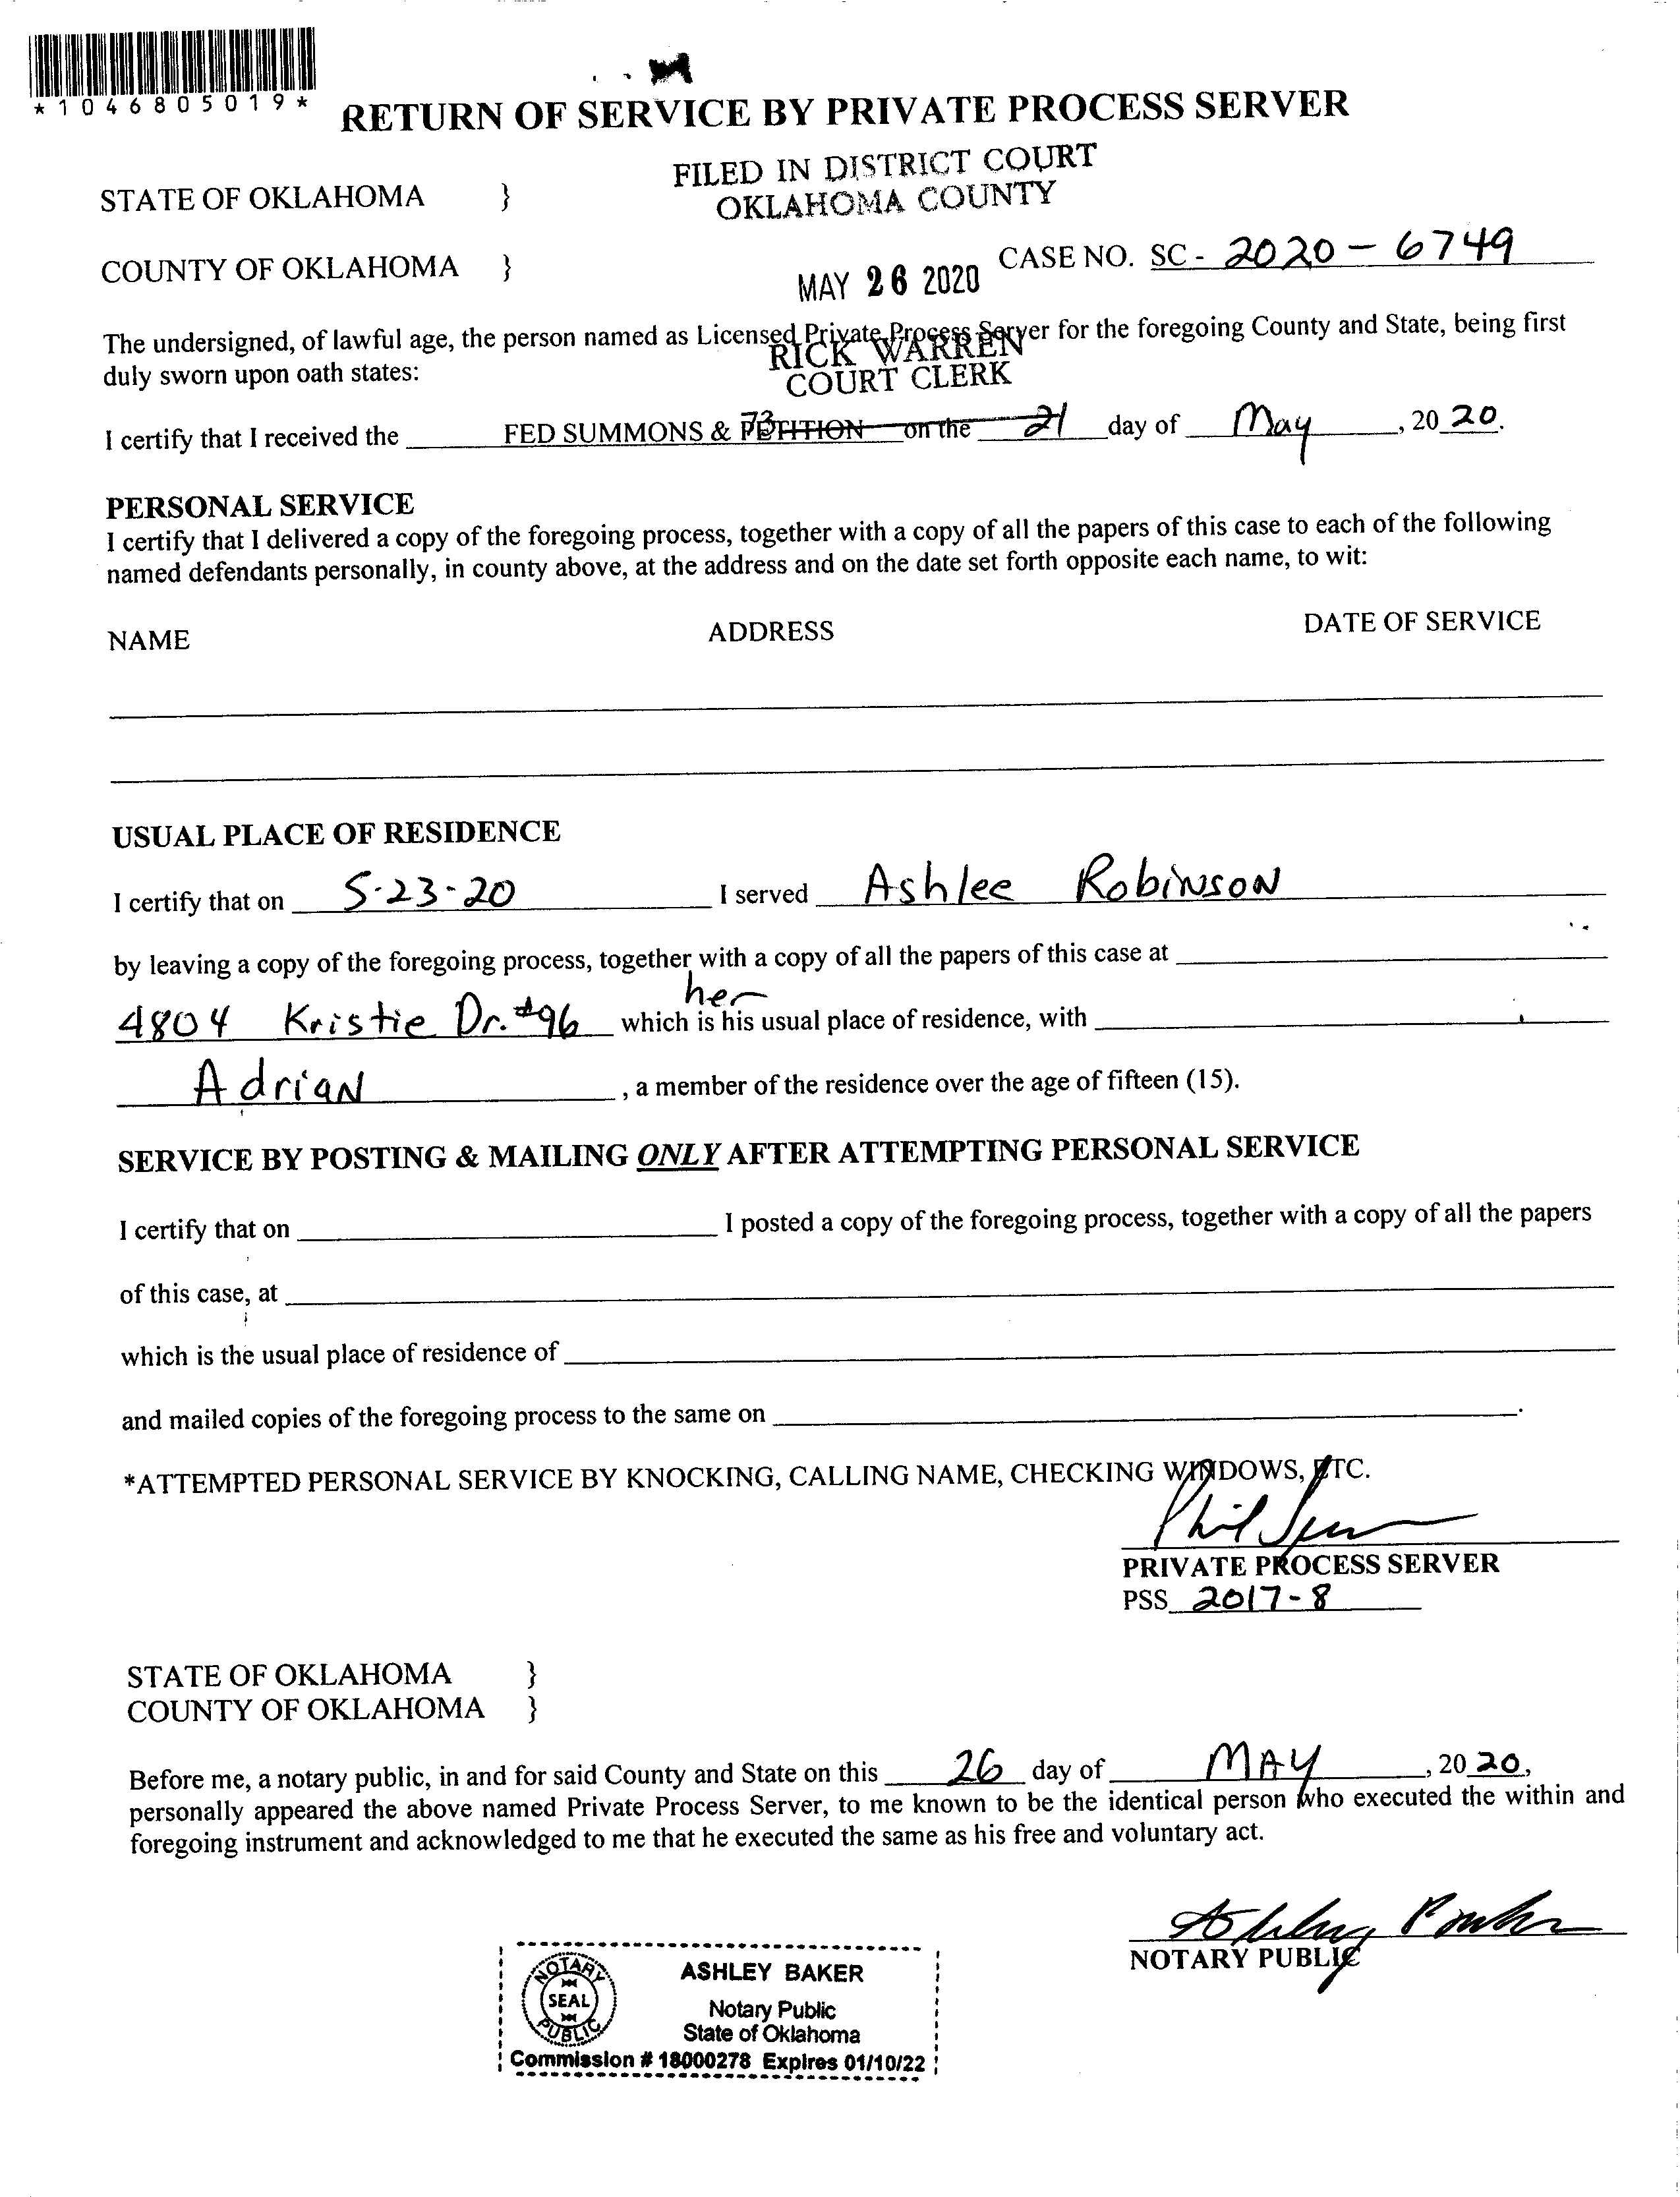 *1046805019*
RETURN OF SERVICE BY PRIVATE PROCESS SERVER
FILED IN DISTRICT COURT
OKLAHOMA COUNTY
STATE OF OKLAHOMA }
COUNTY OF OKLAHOMA }
MAY 26 2020
CASE NO. SC - 2020-6749
The undersigned, of lawful age, the person named as Licensed Private Process Server for the foregoing County and State, being first
duly sworn upon oath states:
RICK WARREN
COURT CLERK
73
I certify that I received the FED SUMMONS & PETITION on the 21 day of May, 2020.
PERSONAL SERVICE
I certify that I delivered a copy of the foregoing process, together with a copy of all the papers of this case to each of the following
named defendants personally, in county above, at the address and on the date set forth opposite each name, to wit:
NAME ADDRESS DATE OF SERVICE
USUAL PLACE OF RESIDENCE
I certify that on 5-23-20 I served Ashlee Robinson
by leaving a copy of the foregoing process, together with a copy of all the papers of this case at
her
4804 Kristie Dr. #96 which is his usual place of residence, with
Adrian, a member of the residence over the age of fifteen (15).
SERVICE BY POSTING & MAILING ONLY AFTER ATTEMPTING PERSONAL SERVICE
I certify that on I posted a copy of the foregoing process, together with a copy of all the papers
of this case, at
which is the usual place of residence of
and mailed copies of the foregoing process to the same on .
*ATTEMPTED PERSONAL SERVICE BY KNOCKING, CALLING NAME, CHECKING WINDOWS, ETC.
Phil
PRIVATE PROCESS SERVER
PSS 2017-8
STATE OF OKLAHOMA }
COUNTY OF OKLAHOMA }
Before me, a notary public, in and for said County and State on this 26 day of MAY, 2020,
personally appeared the above named Private Process Server, to me known to be the identical person who executed the within and
foregoing instrument and acknowledged to me that he executed the same as his free and voluntary act.
Ashley Baker
NOTARY PUBLIC
NOTARY
SEAL
PUBLIC
ASHLEY BAKER
Notary Public
State of Oklahoma
Commission # 18000278 Expires 01/10/22